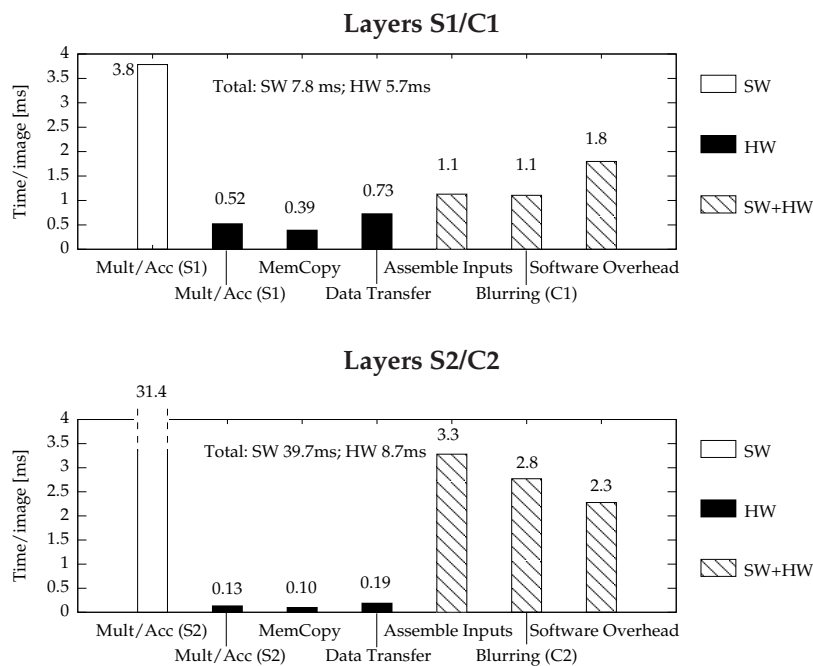 Layers S1/C1
Time/image [ms]
4
3.5
3
2.5
2
1.5
1
0.5
0
3.8
Total: SW 7.8 ms; HW 5.7ms
0.52
0.39
0.73
1.1
1.1
1.8
SW
HW
SW+HW
Mult/Acc (S1) MemCopy Assemble Inputs Software Overhead
Mult/Acc (S1) Data Transfer Blurring (C1)
Layers S2/C2
Time/image [ms]
4
3.5
3
2.5
2
1.5
1
0.5
0
31.4
Total: SW 39.7ms; HW 8.7ms
0.13
0.10
0.19
3.3
2.8
2.3
SW
HW
SW+HW
Mult/Acc (S2) MemCopy Assemble Inputs Software Overhead
Mult/Acc (S2) Data Transfer Blurring (C2)